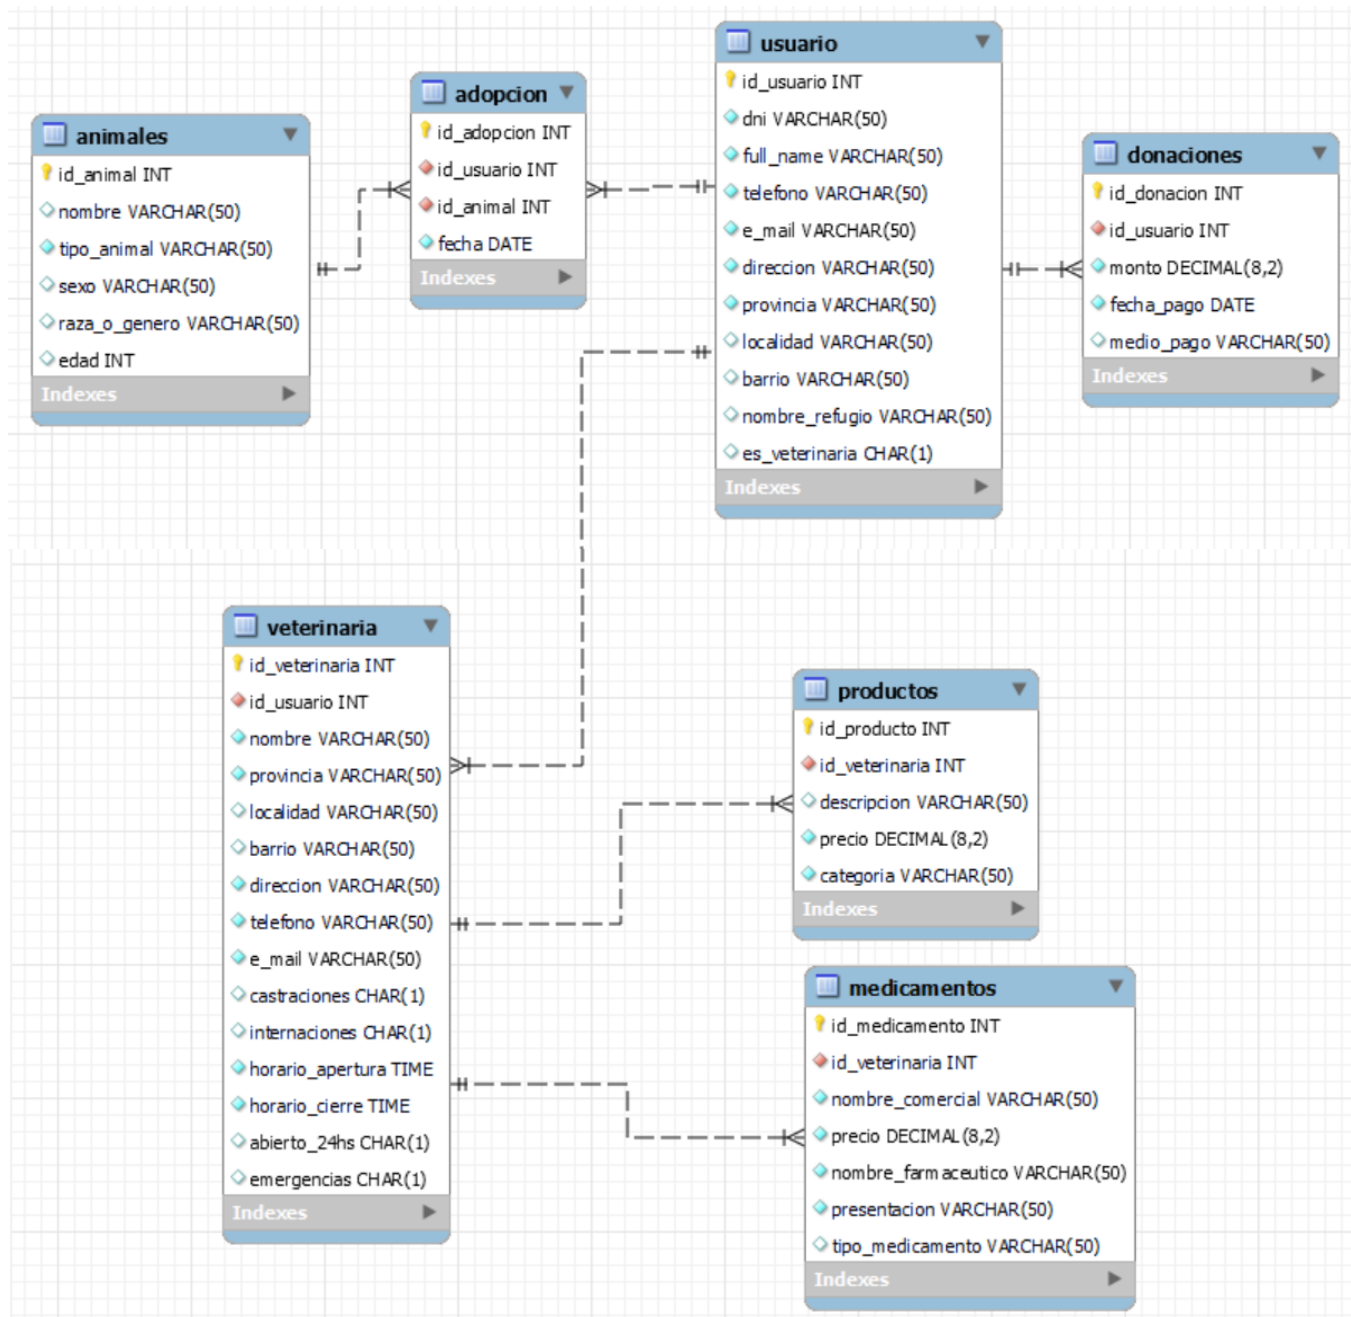 animales
id_animal INT
nombre VARCHAR(50)
tipo_animal VARCHAR(50)
sexo VARCHAR(50)
raza_o_genero VARCHAR(50)
edad INT
Indexes
adopcion
id_adopcion INT
id_usuario INT
id_animal INT
fecha DATE
Indexes
usuario
id_usuario INT
dni VARCHAR(50)
full_name VARCHAR(50)
telefono VARCHAR(50)
e_mail VARCHAR(50)
direccion VARCHAR(50)
provincia VARCHAR(50)
localidad VARCHAR(50)
barrio VARCHAR(50)
nombre_refugio VARCHAR(50)
es_veterinaria CHAR(1)
Indexes
donaciones
id_donacion INT
id_usuario INT
monto DECIMAL(8,2)
fecha_pago DATE
medio_pago VARCHAR(50)
Indexes
veterinaria
id_veterinaria INT
id_usuario INT
nombre VARCHAR(50)
provincia VARCHAR(50)
localidad VARCHAR(50)
barrio VARCHAR(50)
direccion VARCHAR(50)
telefono VARCHAR(50)
e_mail VARCHAR(50)
castraciones CHAR(1)
internaciones CHAR(1)
horario_apertura TIME
horario_cierre TIME
abierto_24hs CHAR(1)
emergencias CHAR(1)
Indexes
productos
id_producto INT
id_veterinaria INT
descripcion VARCHAR(50)
precio DECIMAL(8,2)
categoria VARCHAR(50)
Indexes
medicamentos
id_medicamento INT
id_veterinaria INT
nombre_comercial VARCHAR(50)
precio DECIMAL(8,2)
nombre_farmaceutico VARCHAR(50)
presentacion VARCHAR(50)
tipo_medicamento VARCHAR(50)
Indexes